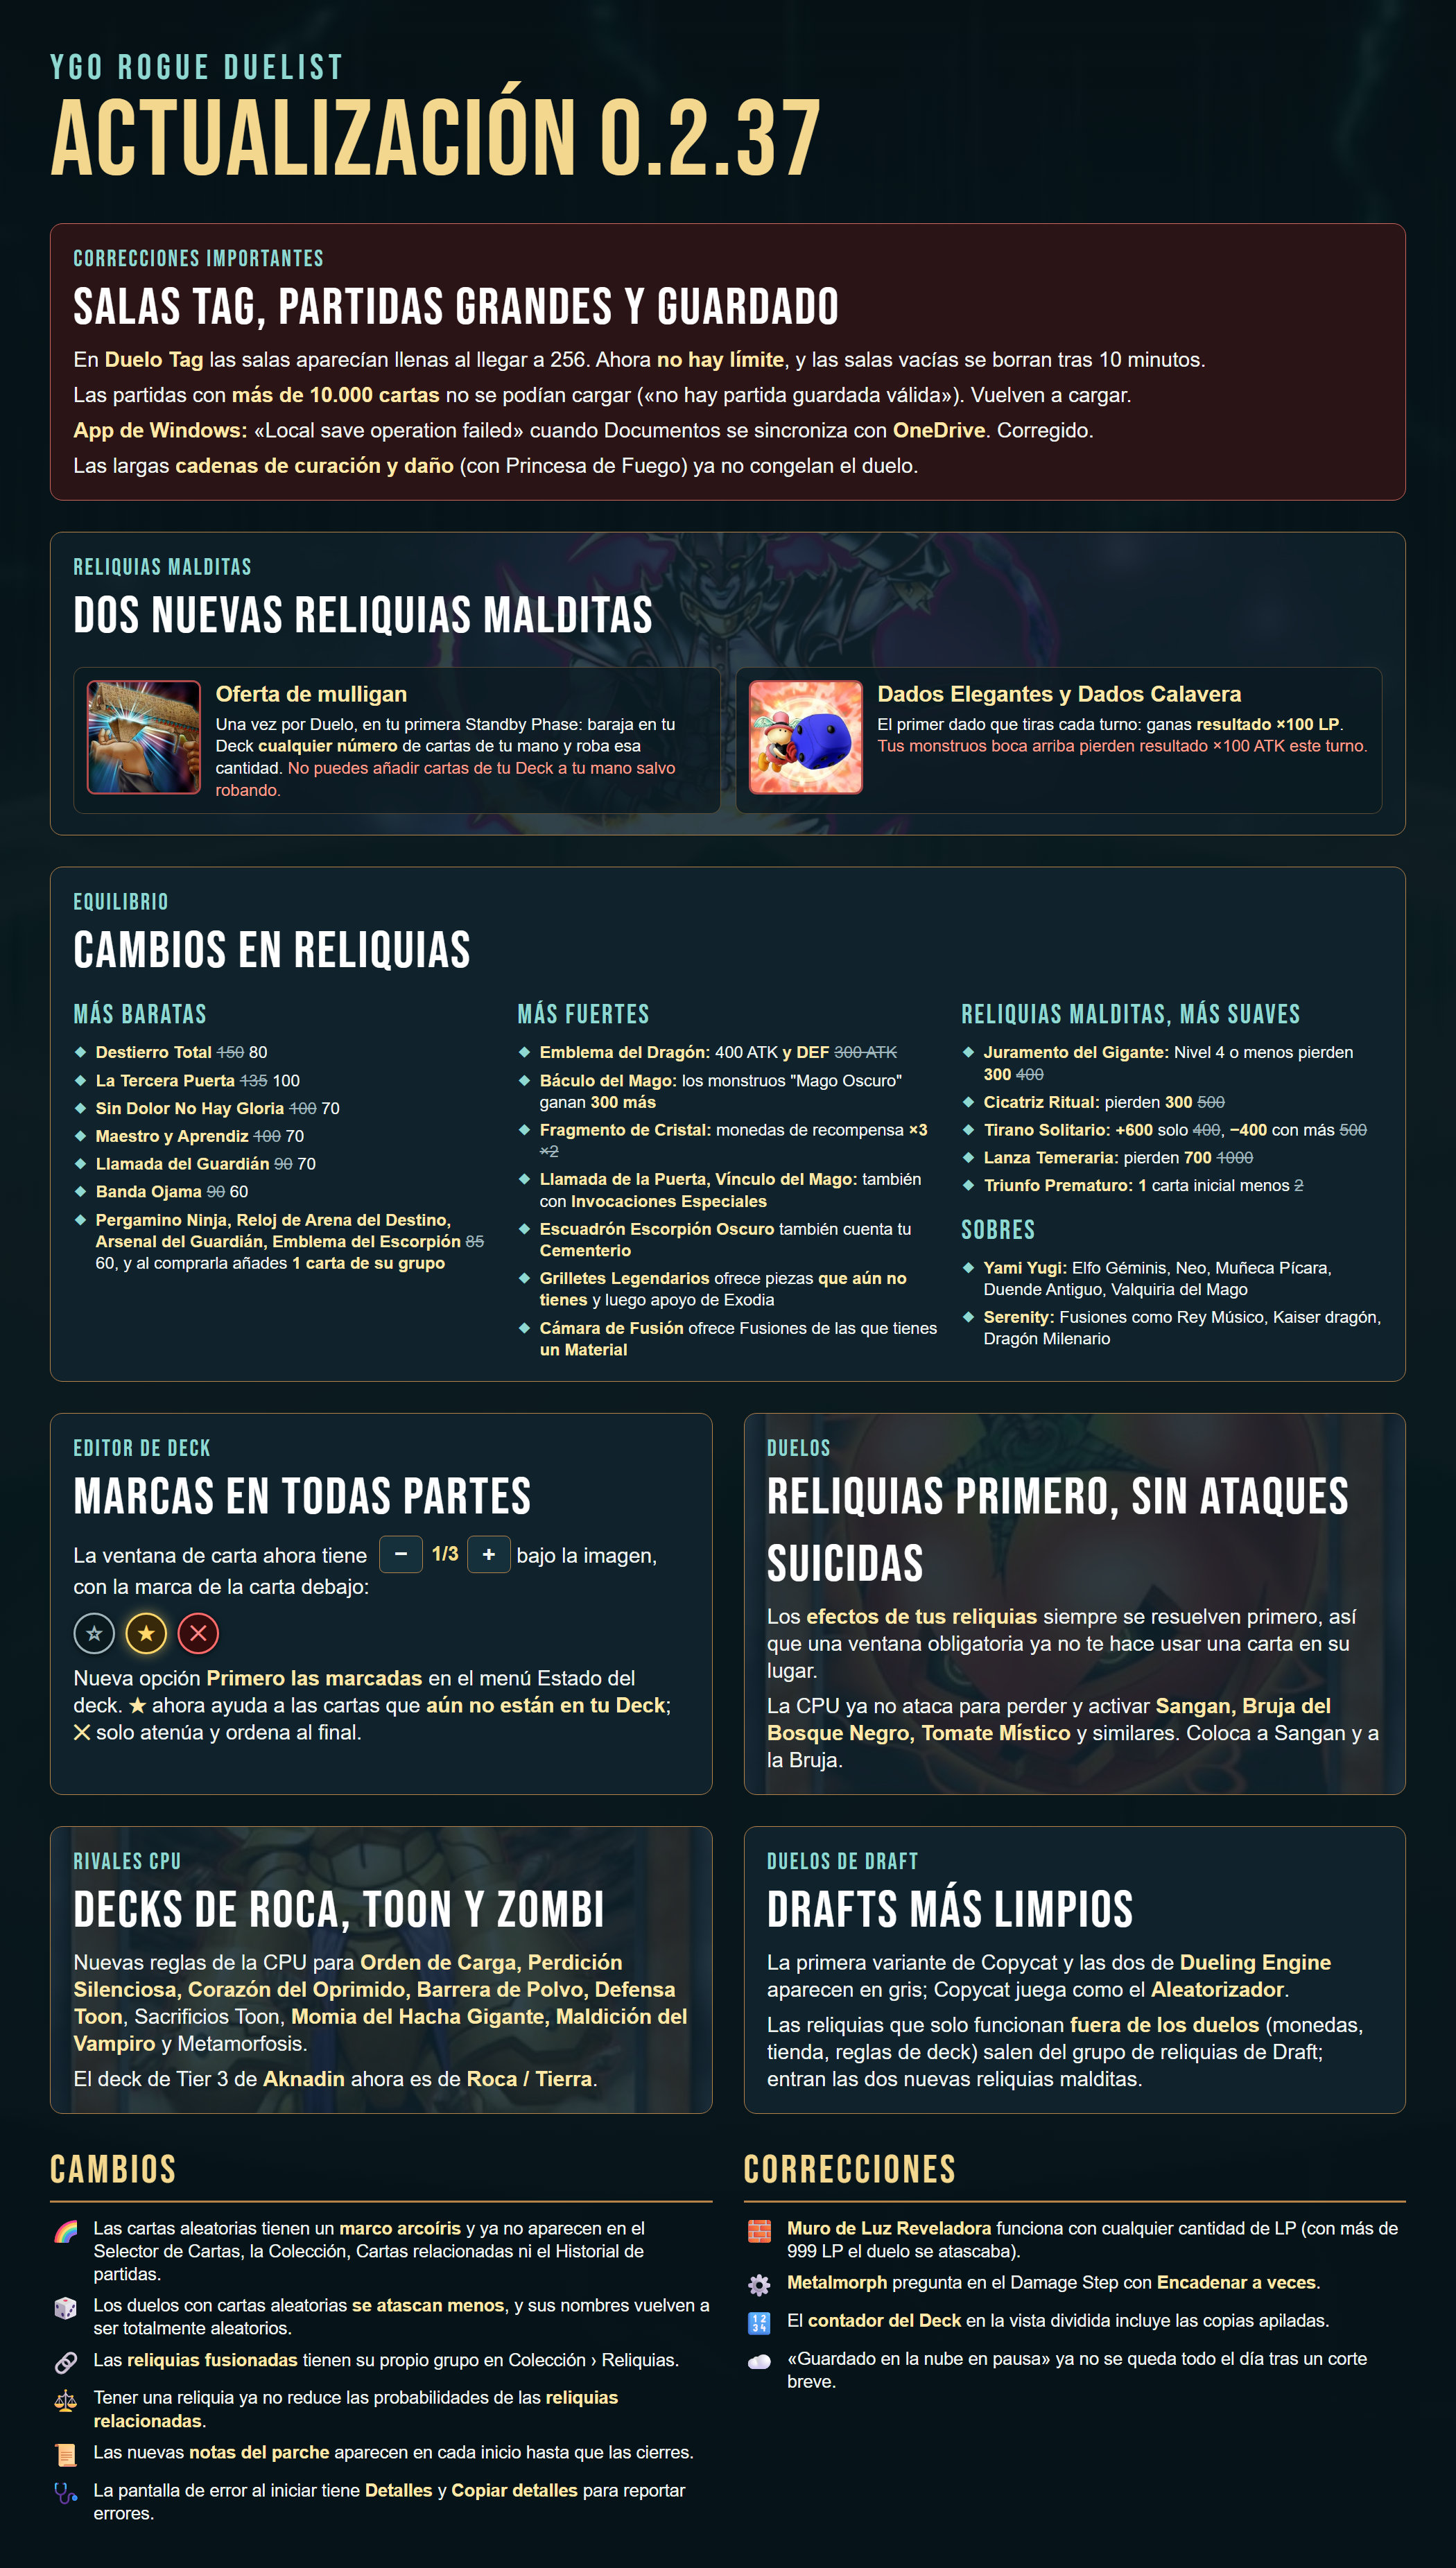 YGO ROGUE DUELIST
ACTUALIZACIÓN 0.2.37
CORRECCIONES IMPORTANTES
SALAS TAG, PARTIDAS GRANDES Y GUARDADO
En Duelo Tag las salas aparecían llenas al llegar a 256. Ahora no hay límite, y las salas vacías se borran tras 10 minutos.
Las partidas con más de 10.000 cartas no se podían cargar («no hay partida guardada válida»). Vuelven a cargar.
App de Windows: «Local save operation failed» cuando Documentos se sincroniza con OneDrive. Corregido.
Las largas cadenas de curación y daño (con Princesa de Fuego) ya no congelan el duelo.
RELIQUIAS MALDITAS
DOS NUEVAS RELIQUIAS MALDITAS
Oferta de mulligan
Una vez por Duelo, en tu primera Standby Phase: baraja en tu
Deck cualquier número de cartas de tu mano y roba esa
cantidad. No puedes añadir cartas de tu Deck a tu mano salvo
robando.
Dados Elegantes y Dados Calavera
El primer dado que tiras cada turno: ganas resultado ×100 LP.
Tus monstruos boca arriba pierden resultado ×100 ATK este turno.
EQUILIBRIO
CAMBIOS EN RELIQUIAS
MÁS BARATAS
❖ Destierro Total 150 80
❖ La Tercera Puerta 135 100
❖ Sin Dolor No Hay Gloria 100 70
❖ Maestro y Aprendiz 100 70
❖ Llamada del Guardián 90 70
❖ Banda Ojama 90 60
❖ Pergamino Ninja, Reloj de Arena del Destino,
Arsenal del Guardián, Emblema del Escorpión 85
60, y al comprarla añades 1 carta de su grupo
MÁS FUERTES
❖ Emblema del Dragón: 400 ATK y DEF 300 ATK
❖ Báculo del Mago: los monstruos "Mago Oscuro"
ganan 300 más
❖ Fragmento de Cristal: monedas de recompensa ×3
×2
❖ Llamada de la Puerta, Vínculo del Mago: también
con Invocaciones Especiales
❖ Escuadrón Escorpión Oscuro también cuenta tu
Cementerio
❖ Grilletes Legendarios ofrece piezas que aún no
tienes y luego apoyo de Exodia
❖ Cámara de Fusión ofrece Fusiones de las que tienes
un Material
RELIQUIAS MALDITAS, MÁS SUAVES
❖ Juramento del Gigante: Nivel 4 o menos pierden
300 400
❖ Cicatriz Ritual: pierden 300 500
❖ Tirano Solitario: +600 solo 400, −400 con más 500
❖ Lanza Temeraria: pierden 700 1000
❖ Triunfo Prematuro: 1 carta inicial menos 2
SOBRES
❖ Yami Yugi: Elfo Géminis, Neo, Muñeca Pícara,
Duende Antiguo, Valquiria del Mago
❖ Serenity: Fusiones como Rey Músico, Kaiser dragón,
Dragón Milenario
EDITOR DE DECK
MARCAS EN TODAS PARTES
La ventana de carta ahora tiene − 1/3 + bajo la imagen,
con la marca de la carta debajo:
☆ ★ ✕
Nueva opción Primero las marcadas en el menú Estado del
deck. ★ ahora ayuda a las cartas que aún no están en tu Deck;
✕ solo atenúa y ordena al final.
DUELOS
RELIQUIAS PRIMERO, SIN ATAQUES
SUICIDAS
Los efectos de tus reliquias siempre se resuelven primero, así
que una ventana obligatoria ya no te hace usar una carta en su
lugar.
La CPU ya no ataca para perder y activar Sangan, Bruja del
Bosque Negro, Tomate Místico y similares. Coloca a Sangan y a
la Bruja.
RIVALES CPU
DECKS DE ROCA, TOON Y ZOMBI
Nuevas reglas de la CPU para Orden de Carga, Perdición
Silenciosa, Corazón del Oprimido, Barrera de Polvo, Defensa
Toon, Sacrificios Toon, Momia del Hacha Gigante, Maldición del
Vampiro y Metamorfosis.
El deck de Tier 3 de Aknadin ahora es de Roca / Tierra.
DUELOS DE DRAFT
DRAFTS MÁS LIMPIOS
La primera variante de Copycat y las dos de Dueling Engine
aparecen en gris; Copycat juega como el Aleatorizador.
Las reliquias que solo funcionan fuera de los duelos (monedas,
tienda, reglas de deck) salen del grupo de reliquias de Draft;
entran las dos nuevas reliquias malditas.
CAMBIOS
Las cartas aleatorias tienen un marco arcoíris y ya no aparecen en el
Selector de Cartas, la Colección, Cartas relacionadas ni el Historial de
partidas.
Los duelos con cartas aleatorias se atascan menos, y sus nombres vuelven a
ser totalmente aleatorios.
Las reliquias fusionadas tienen su propio grupo en Colección › Reliquias.
Tener una reliquia ya no reduce las probabilidades de las reliquias
relacionadas.
Las nuevas notas del parche aparecen en cada inicio hasta que las cierres.
La pantalla de error al iniciar tiene Detalles y Copiar detalles para reportar
errores.
CORRECCIONES
Muro de Luz Reveladora funciona con cualquier cantidad de LP (con más de
999 LP el duelo se atascaba).
Metalmorph pregunta en el Damage Step con Encadenar a veces.
El contador del Deck en la vista dividida incluye las copias apiladas.
«Guardado en la nube en pausa» ya no se queda todo el día tras un corte
breve.